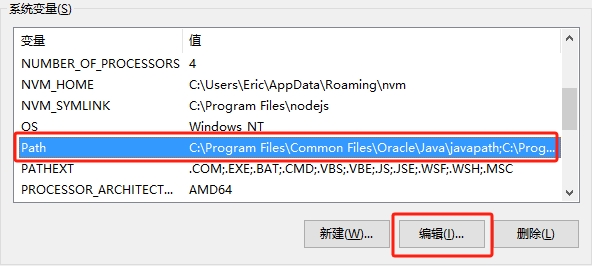 系统变量(S)
变量 值
NUMBER_OF_PROCESSORS 4
NVM_HOME C:\Users\Eric\AppData\Roaming\nvm
NVM_SYMLINK C:\Program Files\nodejs
OS Windows_NT
Path C:\Program Files\Common Files\Oracle\Java\javapath;C:\Prog...
PATHEXT .COM;.EXE;.BAT;.CMD;.VBS;.VBE;.JS;.JSE;.WSF;.WSH;.MSC
PROCESSOR_ARCHITECT... AMD64
新建(W)... 编辑(I)... 删除(L)